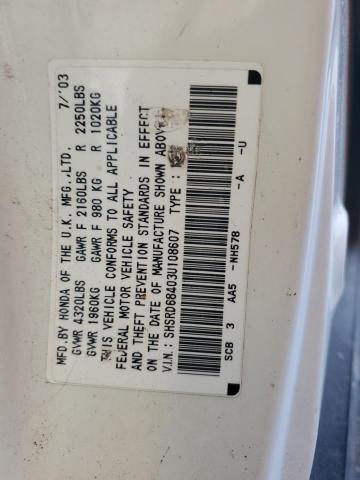 MFD.BY HONDA OF THE U.K. MFG.,LTD. 7/'03
GVWR 4320LBS GAWR F 2160LBS R 2250LBS
GVWR 1960KG GAWR F 980 KG R 1020KG
THIS VEHICLE CONFORMS TO ALL APPLICABLE
FEDERAL MOTOR VEHICLE SAFETY
AND THEFT PREVENTION STANDARDS IN EFFECT
ON THE DATE OF MANUFACTURE SHOWN ABOVE
V.I.N.: SHSRD68403U108607 TYPE:
SCB 3 AA5 -NH578 -A -U